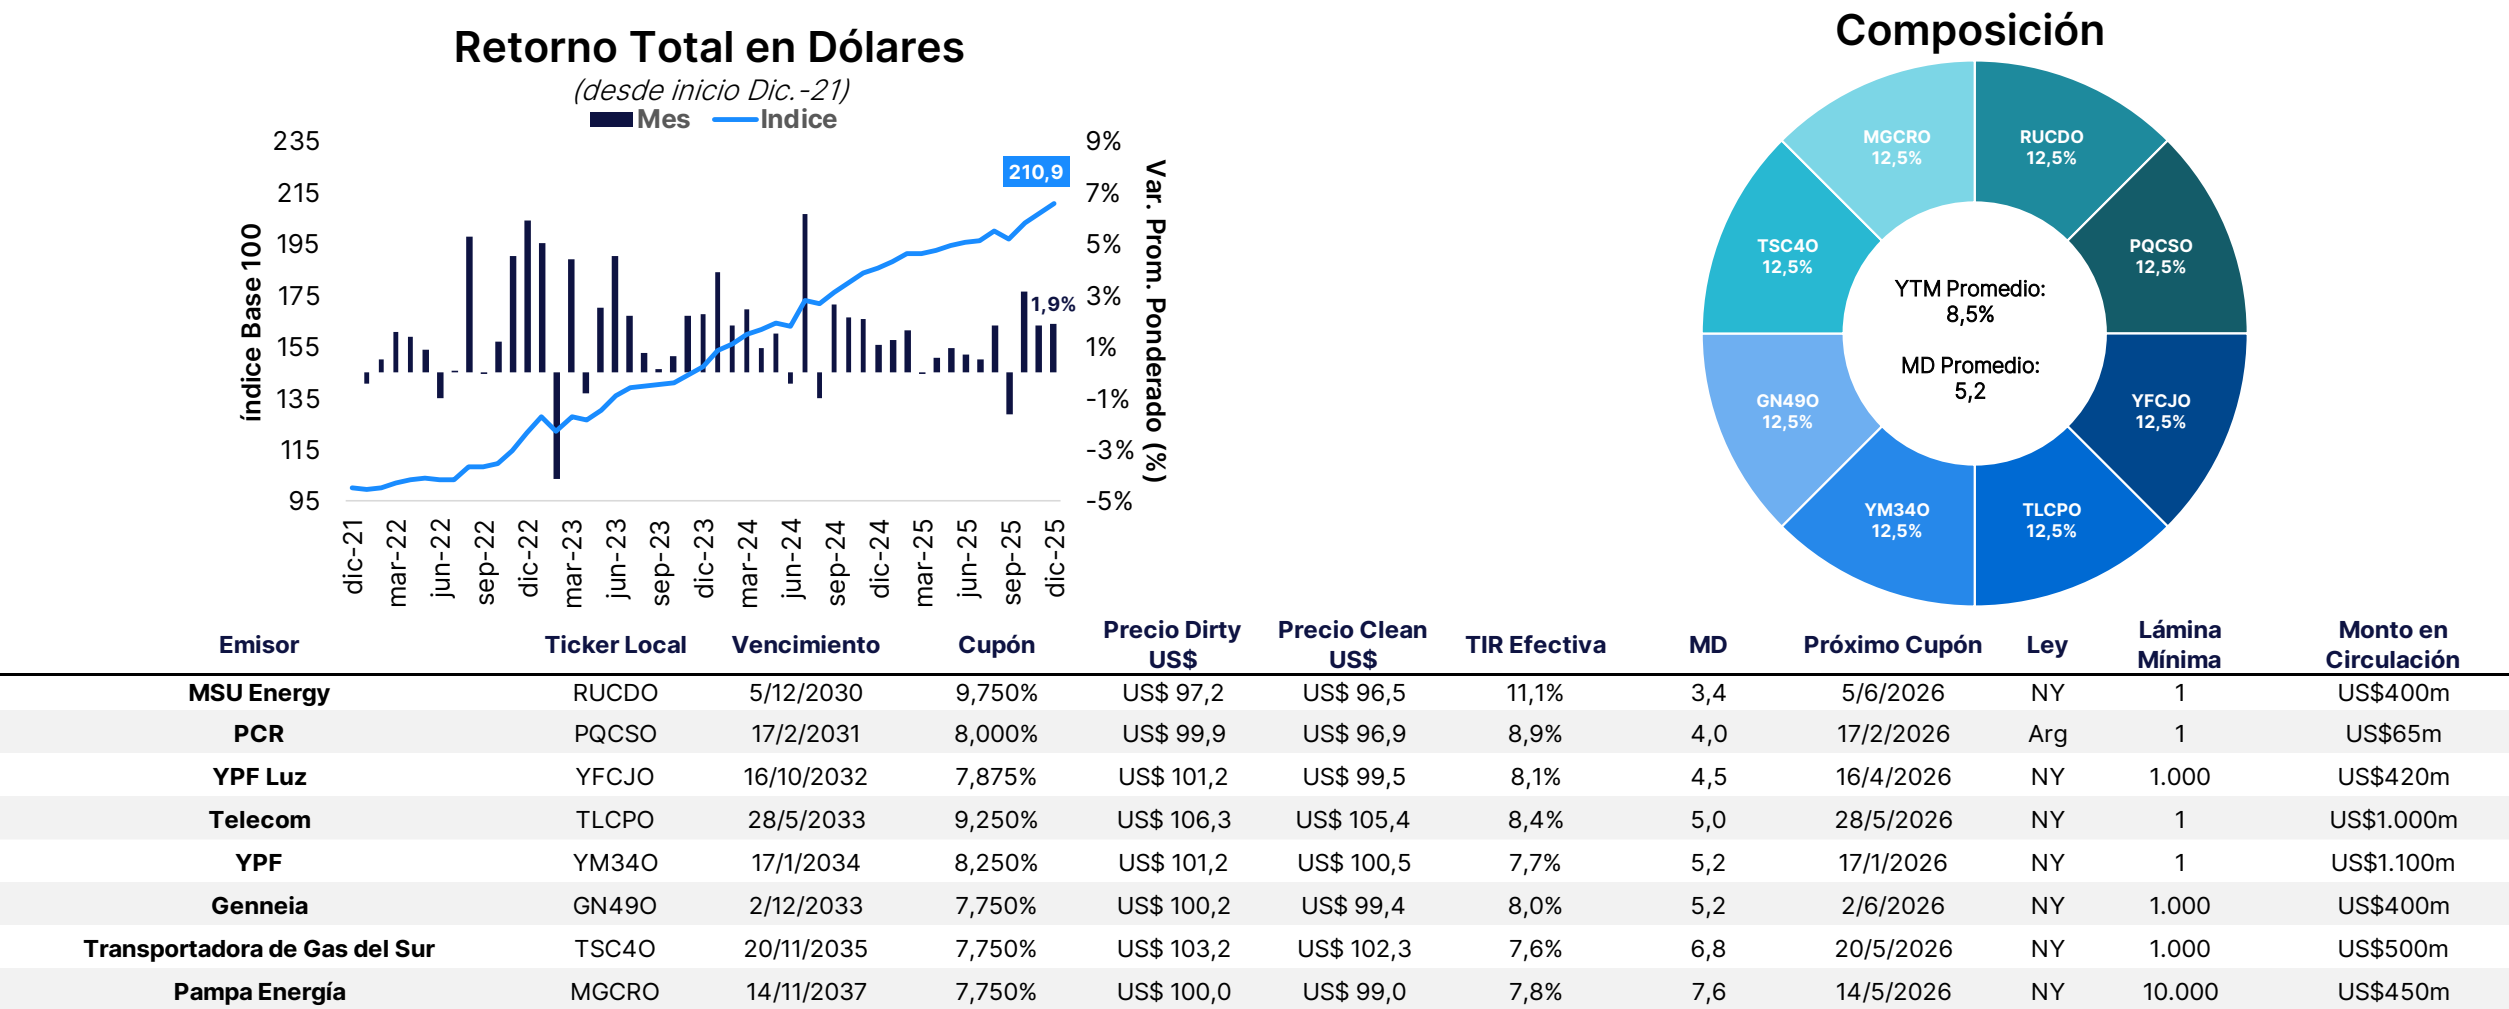 Retorno Total en Dólares
(desde inicio Dic.-21)
Mes Indice
índice Base 100
235
215
195
175
155
135
115
95
210,9
1,9%
9%
7%
5%
3%
1%
-1%
-3%
-5%
Var. Prom. Ponderado (%)
dic-21 mar-22 jun-22 sep-22 dic-22 mar-23 jun-23 sep-23 dic-23 mar-24 jun-24 sep-24 dic-24 mar-25 jun-25 sep-25 dic-25
Composición
RUCDO
12,5%
PQCSO
12,5%
YFCJO
12,5%
TLCPO
12,5%
YM34O
12,5%
GN49O
12,5%
TSC4O
12,5%
MGCRO
12,5%
YTM Promedio:
8,5%
MD Promedio:
5,2
Emisor Ticker Local Vencimiento Cupón Precio Dirty US$ Precio Clean US$ TIR Efectiva MD Próximo Cupón Ley Lámina Mínima Monto en Circulación
MSU Energy RUCDO 5/12/2030 9,750% US$ 97,2 US$ 96,5 11,1% 3,4 5/6/2026 NY 1 US$400m
PCR PQCSO 17/2/2031 8,000% US$ 99,9 US$ 96,9 8,9% 4,0 17/2/2026 Arg 1 US$65m
YPF Luz YFCJO 16/10/2032 7,875% US$ 101,2 US$ 99,5 8,1% 4,5 16/4/2026 NY 1.000 US$420m
Telecom TLCPO 28/5/2033 9,250% US$ 106,3 US$ 105,4 8,4% 5,0 28/5/2026 NY 1 US$1.000m
YPF YM34O 17/1/2034 8,250% US$ 101,2 US$ 100,5 7,7% 5,2 17/1/2026 NY 1 US$1.100m
Genneia GN49O 2/12/2033 7,750% US$ 100,2 US$ 99,4 8,0% 5,2 2/6/2026 NY 1.000 US$400m
Transportadora de Gas del Sur TSC4O 20/11/2035 7,750% US$ 103,2 US$ 102,3 7,6% 6,8 20/5/2026 NY 1.000 US$500m
Pampa Energía MGCRO 14/11/2037 7,750% US$ 100,0 US$ 99,0 7,8% 7,6 14/5/2026 NY 10.000 US$450m